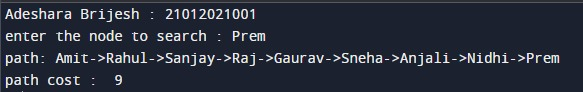 Adeshara Brijesh : 21012021001
enter the node to search : Prem
path: Amit->Rahul->Sanjay->Raj->Gaurav->Sneha->Anjali->Nidhi->Prem
path cost :  9